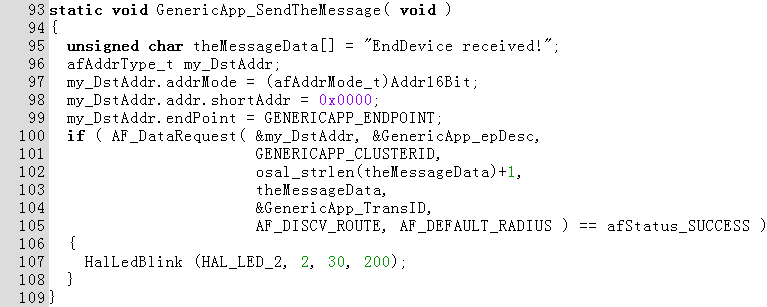 93 static void GenericApp_SendTheMessage( void )
94 {
95   unsigned char theMessageData[] = "EndDevice received!";
96   afAddrType_t my_DstAddr;
97   my_DstAddr.addrMode = (afAddrMode_t)Addr16Bit;
98   my_DstAddr.addr.shortAddr = 0x0000;
99   my_DstAddr.endPoint = GENERICAPP_ENDPOINT;
100   if ( AF_DataRequest( &my_DstAddr, &GenericApp_epDesc,
101                        GENERICAPP_CLUSTERID,
102                        osal_strlen(theMessageData)+1,
103                        theMessageData,
104                        &GenericApp_TransID,
105                        AF_DISCV_ROUTE, AF_DEFAULT_RADIUS ) == afStatus_SUCCESS )
106   {
107     HalLedBlink (HAL_LED_2, 2, 30, 200);
108   }
109 }